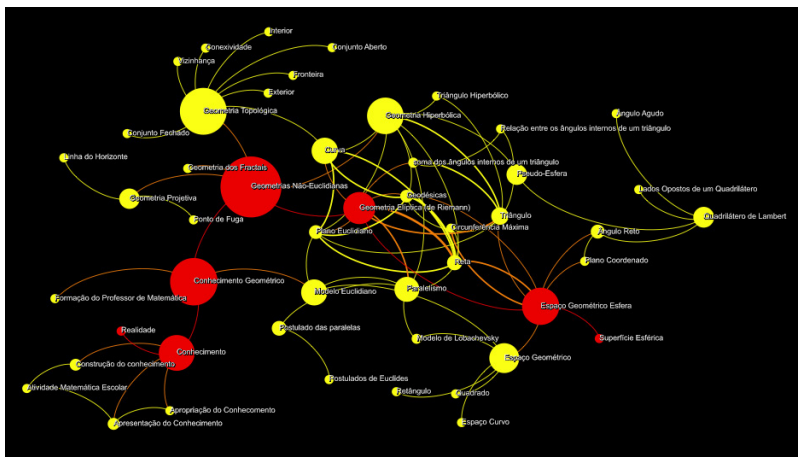 Interior
Conexividade
Conjunto Aberto
Vizinhança
Fronteira
Exterior
Triângulo Hiperbólico
Geometria Topológica
Geometria Hiperbólica
Ângulo Agudo
Conjunto Fechado
Relação entre os ângulos internos de um triângulo
Curva
Linha do Horizonte
Soma dos ângulos internos de um triângulo
Geometria dos Fractais
Pseudo-Esfera
Geometrias Não-Euclidianas
Lados Opostos de um Quadrilátero
Geometria Projetiva
Geodésicas
Geometria Elíptica (de Riemann)
Triângulo
Quadrilátero de Lambert
Ponto de Fuga
Circunferência Máxima
Plano Euclidiano
Ângulo Reto
Reta
Plano Coordenado
Conhecimento Geométrico
Paralelismo
Modelo Euclidiano
Formação do Professor de Matemática
Espaço Geométrico Esfera
Postulado das paralelas
Realidade
Modelo de Lobachevsky
Superfície Esférica
Conhecimento
Espaço Geométrico
Construção do conhecimento
Postulados de Euclides
Atividade Matemática Escolar
Retângulo
Quadrado
Apropriação do Conhecomento
Apresentação do Conhecimento
Espaço Curvo